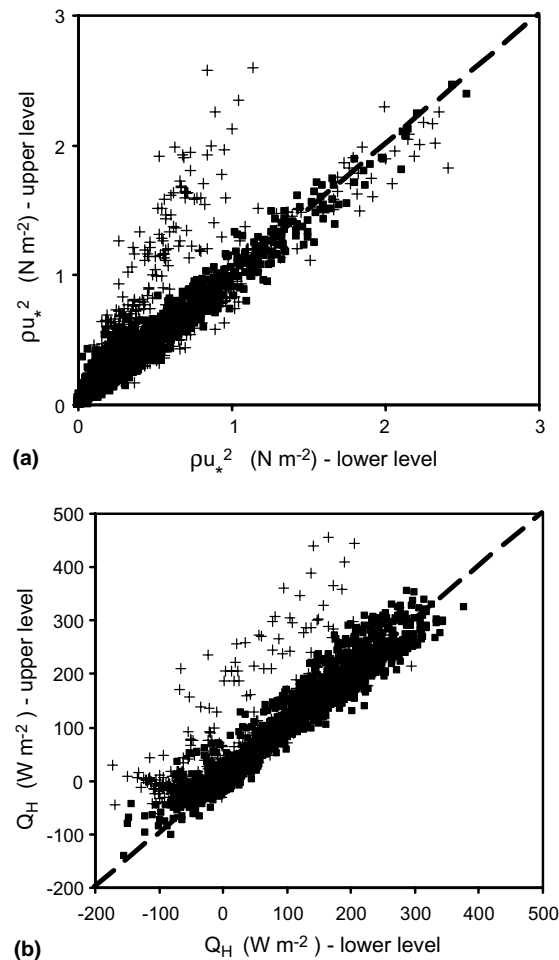 3
2
1
0
ρu*² (N m-2) - upper level
0 1 2 3
(a)
ρu*² (N m-2) - lower level
500
400
300
200
100
0
-100
-200
QH (W m-2) - upper level
-200 -100 0 100 200 300 400 500
(b)
QH (W m-2) - lower level